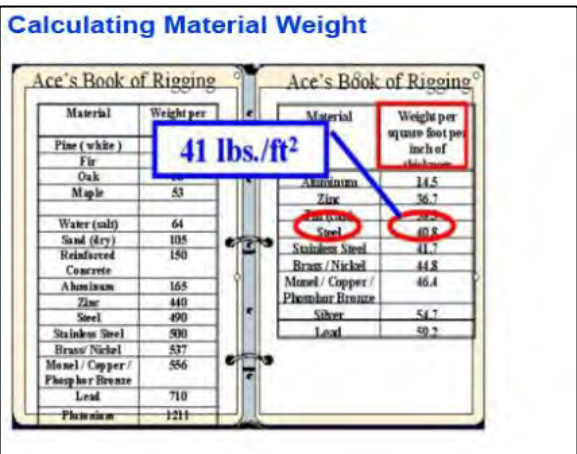 Calculating Material Weight
Ace's Book of Rigging
Material Weight per
Pine ( white )
Fir
Oak
Maple 53
Water (salt) 64
Sand (dry) 105
Reinforced 150
Concrete
Aluminum 165
Zinc 440
Steel 490
Stainless Steel 500
Brass/ Nickel 537
Monel / Copper / 556
Phosphor Bronze
Lead 710
Plutonium 1211
41 lbs./ft²
Ace's Book of Rigging
Material Weight per
square foot per
inch of
thickness
Aluminum 14.5
Zinc 36.7
Steel 40.8
Stainless Steel 41.7
Brass / Nickel 44.8
Monel / Copper / 46.4
Phosphor Bronze
Silver 54.7
Lead 59.2